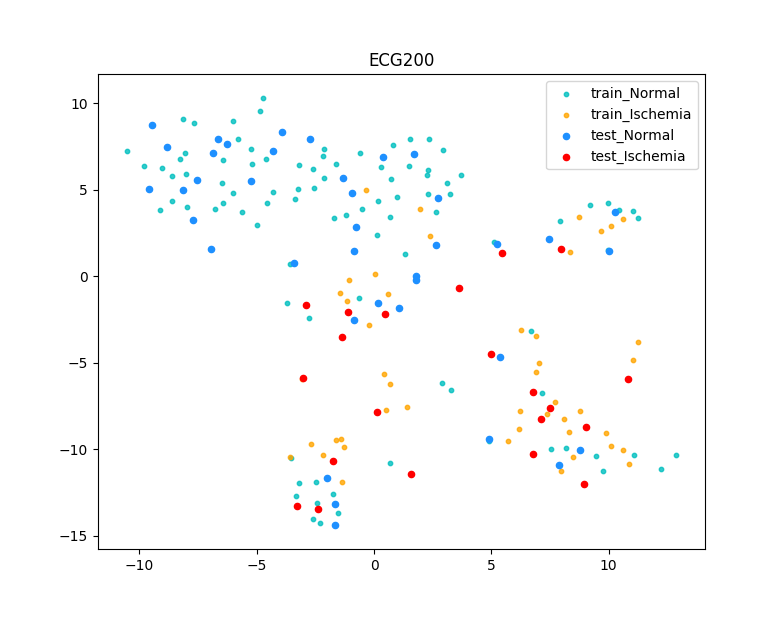 ECG200
train_Normal
train_Ischemia
test_Normal
test_Ischemia
10
5
0
−5
−10
−15
−10 −5 0 5 10